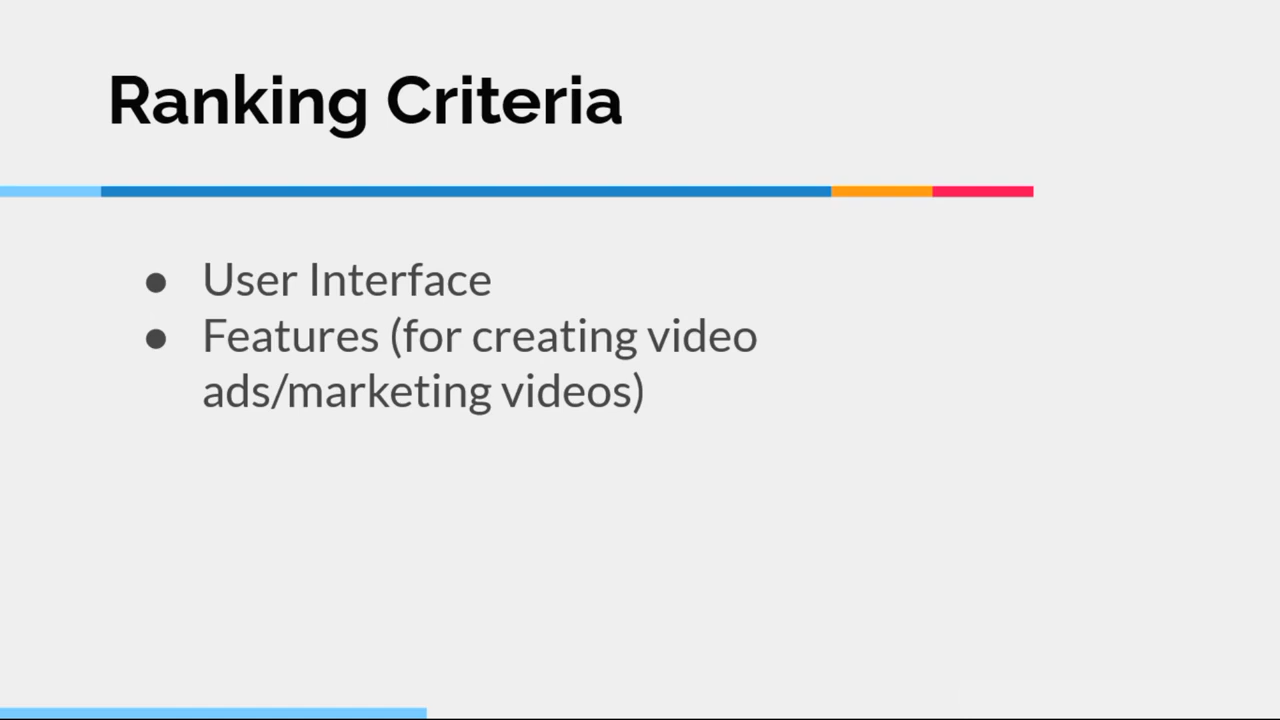 Ranking Criteria
● User Interface
● Features (for creating video
ads/marketing videos)